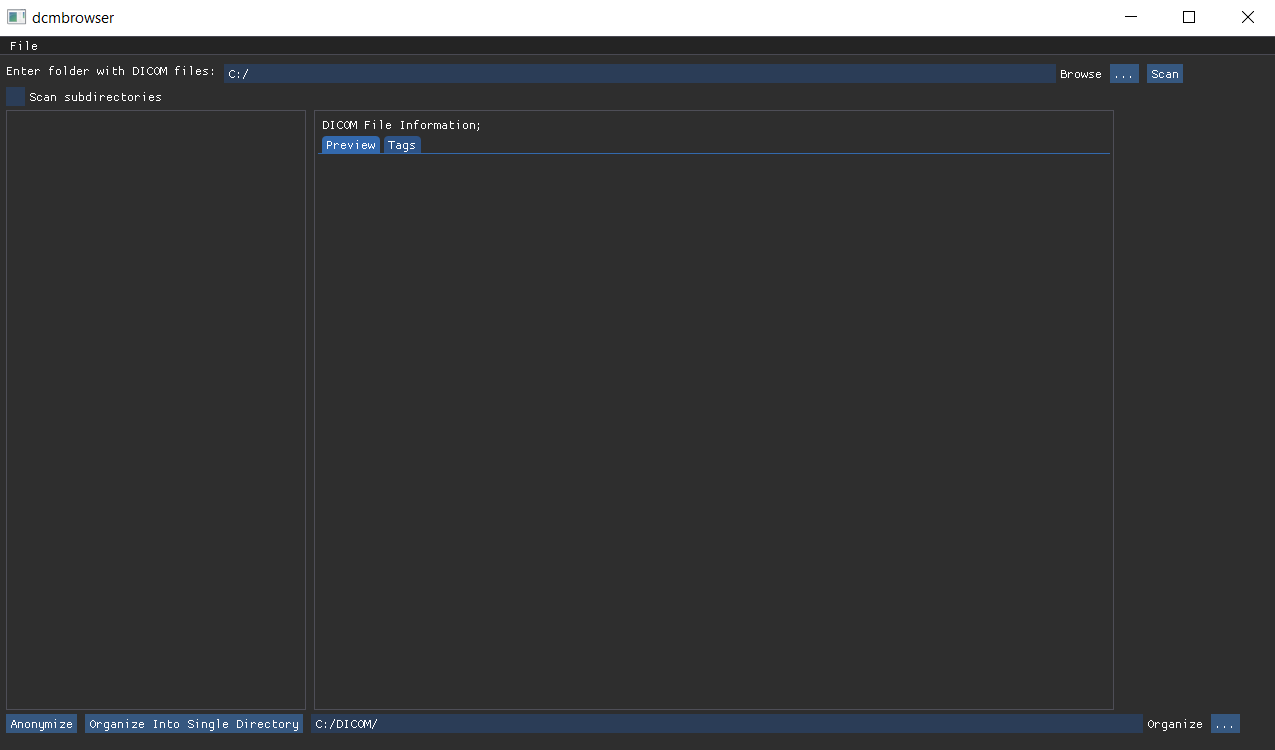 dcmbrowser
File
Enter folder with DICOM files: C:/ Browse ... Scan
Scan subdirectories
DICOM File Information;
Preview Tags
Anonymize Organize Into Single Directory C:/DICOM/ Organize ...